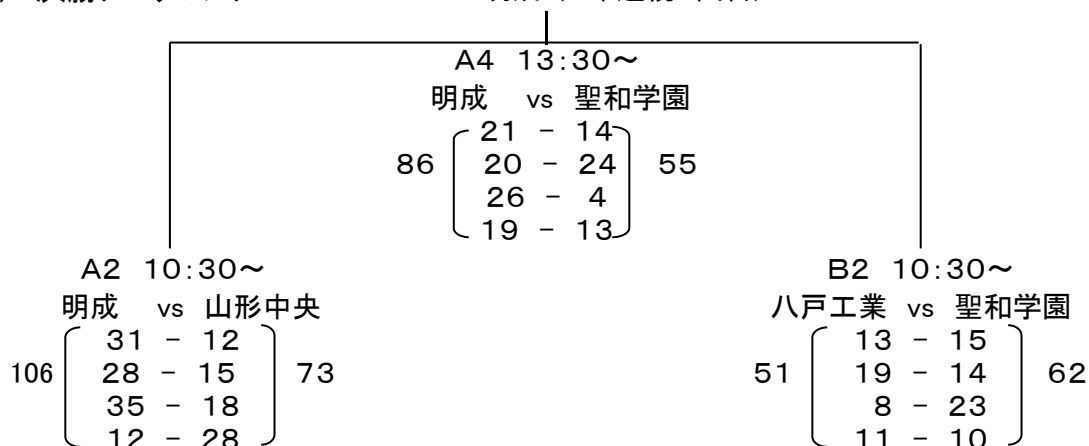 A4 13:30～
明成 vs 聖和学園
21 － 14
86 20 － 24 55
26 － 4
19 － 13
A2 10:30～ B2 10:30～
明成 vs 山形中央 八戸工業 vs 聖和学園
31 － 12 13 － 15
106 28 － 15 73 51 19 － 14 62
35 － 18 8 － 23
12 － 28 11 － 10